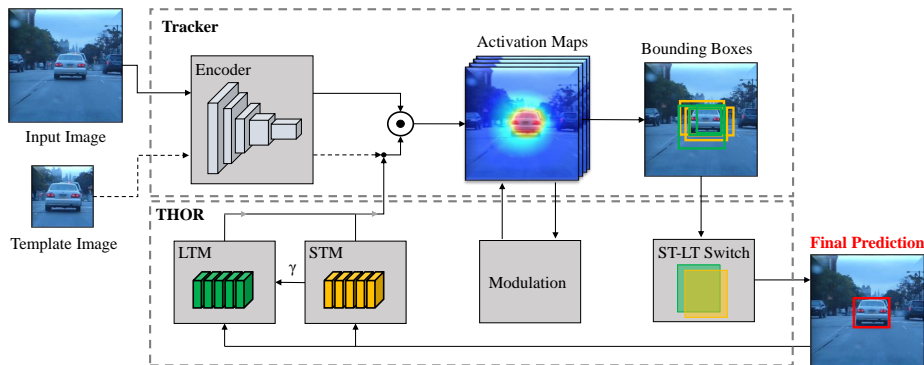 Tracker
Encoder
Activation Maps
Bounding Boxes
Input Image
Template Image
THOR
LTM
γ
STM
Modulation
ST-LT Switch
Final Prediction